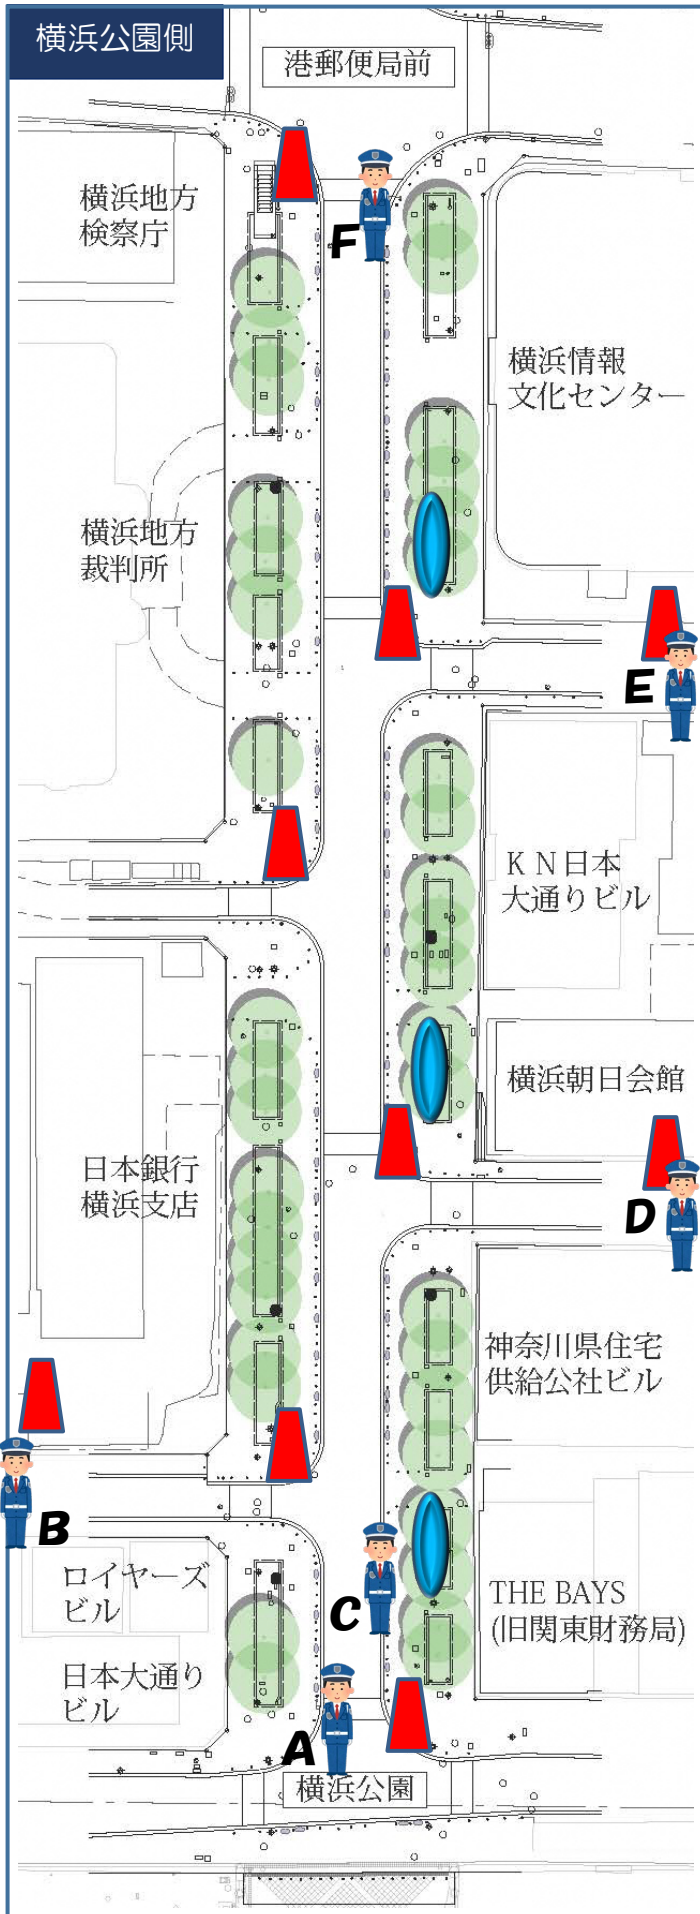 横浜公園側
港郵便局前
横浜地方
検察庁
F
横浜情報
文化センター
横浜地方
裁判所
E
KN日本
大通りビル
横浜朝日会館
日本銀行
横浜支店
D
神奈川県住宅
供給公社ビル
B
ロイヤーズ
ビル
C
THE BAYS
(旧関東財務局)
日本大通り
ビル
A
横浜公園